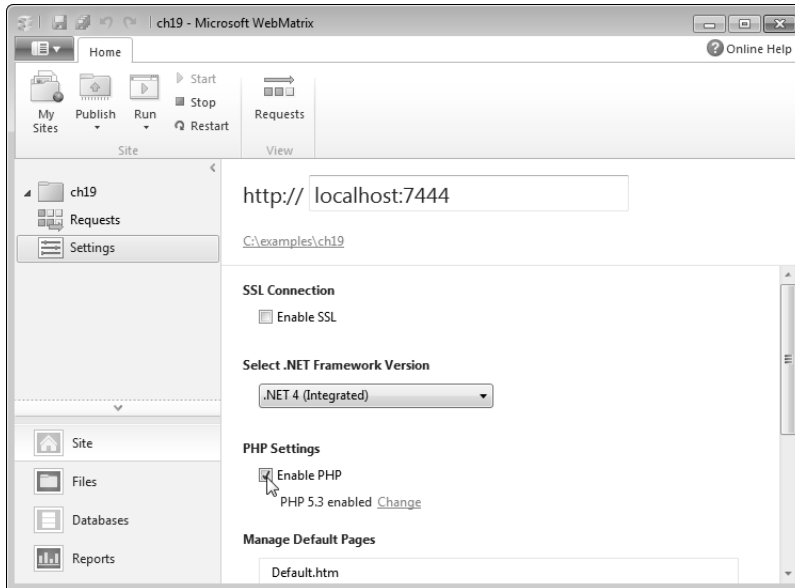 ch19 - Microsoft WebMatrix
Home
Online Help
My Sites
Publish
Run
Start
Stop
Restart
Site
Requests
View
ch19
Requests
Settings
http:// localhost:7444
C:\examples\ch19
SSL Connection
Enable SSL
Select .NET Framework Version
.NET 4 (Integrated)
PHP Settings
Enable PHP
PHP 5.3 enabled Change
Manage Default Pages
Default.htm
Site
Files
Databases
Reports